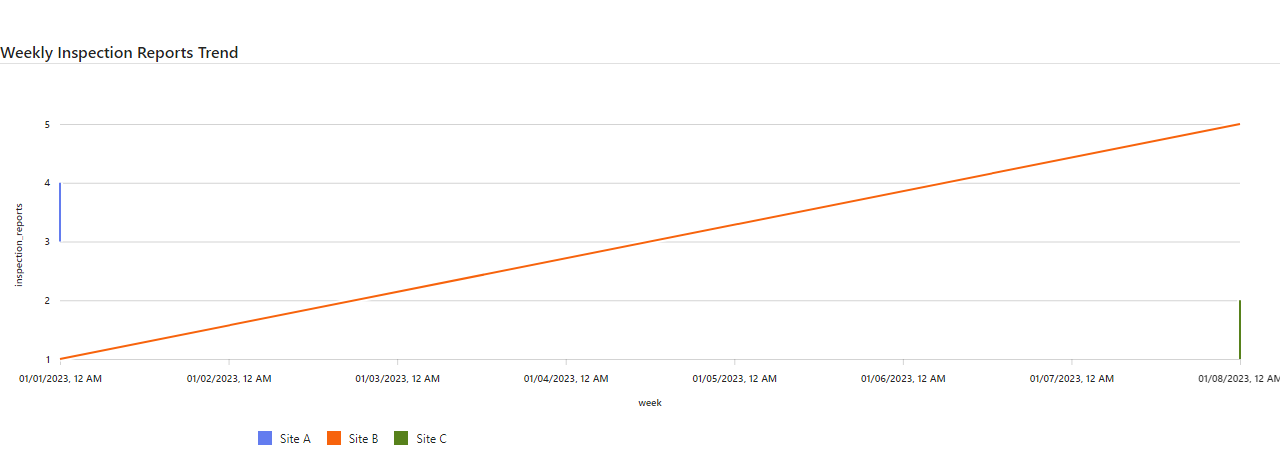 Weekly Inspection Reports Trend
5
4
3
2
1
inspection_reports
01/01/2023, 12 AM 01/02/2023, 12 AM 01/03/2023, 12 AM 01/04/2023, 12 AM 01/05/2023, 12 AM 01/06/2023, 12 AM 01/07/2023, 12 AM 01/08/2023, 12 AM
week
Site A Site B Site C